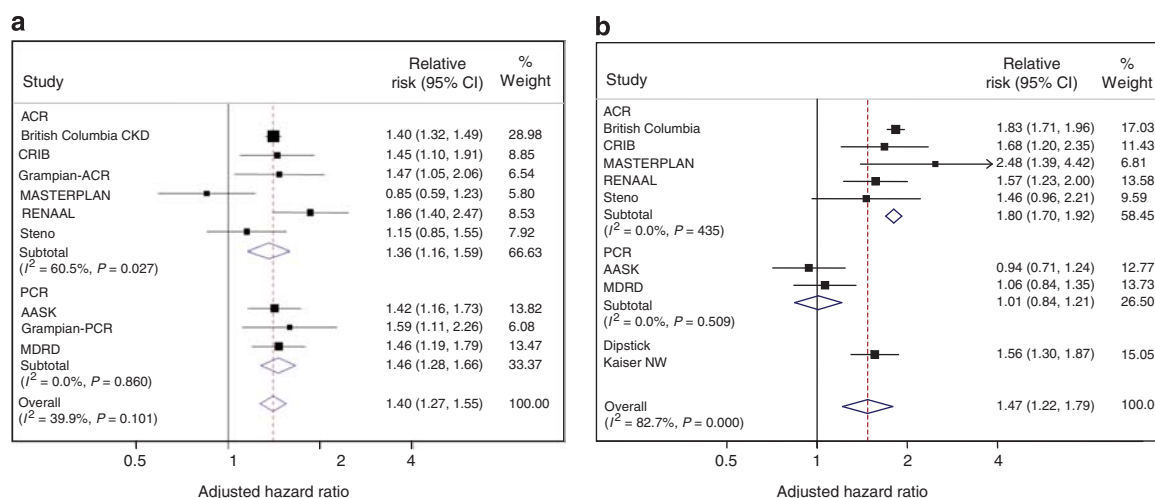 a
Study Relative risk (95% CI) % Weight
ACR
British Columbia CKD 1.40 (1.32, 1.49) 28.98
CRIB 1.45 (1.10, 1.91) 8.85
Grampian-ACR 1.47 (1.05, 2.06) 6.54
MASTERPLAN 0.85 (0.59, 1.23) 5.80
RENAAL 1.86 (1.40, 2.47) 8.53
Steno 1.15 (0.85, 1.55) 7.92
Subtotal 1.36 (1.16, 1.59) 66.63
(I² = 60.5%, P = 0.027)
PCR
AASK 1.42 (1.16, 1.73) 13.82
Grampian-PCR 1.59 (1.11, 2.26) 6.08
MDRD 1.46 (1.19, 1.79) 13.47
Subtotal 1.46 (1.28, 1.66) 33.37
(I² = 0.0%, P = 0.860)
Overall 1.40 (1.27, 1.55) 100.00
(I² = 39.9%, P = 0.101)
0.5 1 2 4
Adjusted hazard ratio
b
Study Relative risk (95% CI) % Weight
ACR
British Columbia 1.83 (1.71, 1.96) 17.03
CRIB 1.68 (1.20, 2.35) 11.43
MASTERPLAN 2.48 (1.39, 4.42) 6.81
RENAAL 1.57 (1.23, 2.00) 13.58
Steno 1.46 (0.96, 2.21) 9.59
Subtotal 1.80 (1.70, 1.92) 58.45
(I² = 0.0%, P = 435)
PCR
AASK 0.94 (0.71, 1.24) 12.77
MDRD 1.06 (0.84, 1.35) 13.73
Subtotal 1.01 (0.84, 1.21) 26.50
(I² = 0.0%, P = 0.509)
Dipstick
Kaiser NW 1.56 (1.30, 1.87) 15.05
Overall 1.47 (1.22, 1.79) 100.0
(I² = 82.7%, P = 0.000)
0.5 1 2 4
Adjusted hazard ratio